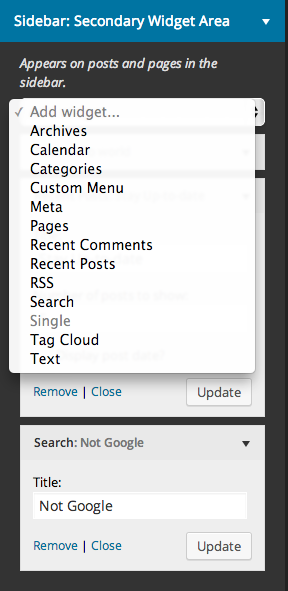 Sidebar: Secondary Widget Area
Appears on posts and pages in the
sidebar.
✓ Add widget...
Archives
Calendar
Categories
Custom Menu
Meta
Pages
Recent Comments
Recent Posts
RSS
Search
Single
Tag Cloud
Text
Remove | Close
Update
Search: Not Google
Title:
Not Google
Remove | Close
Update